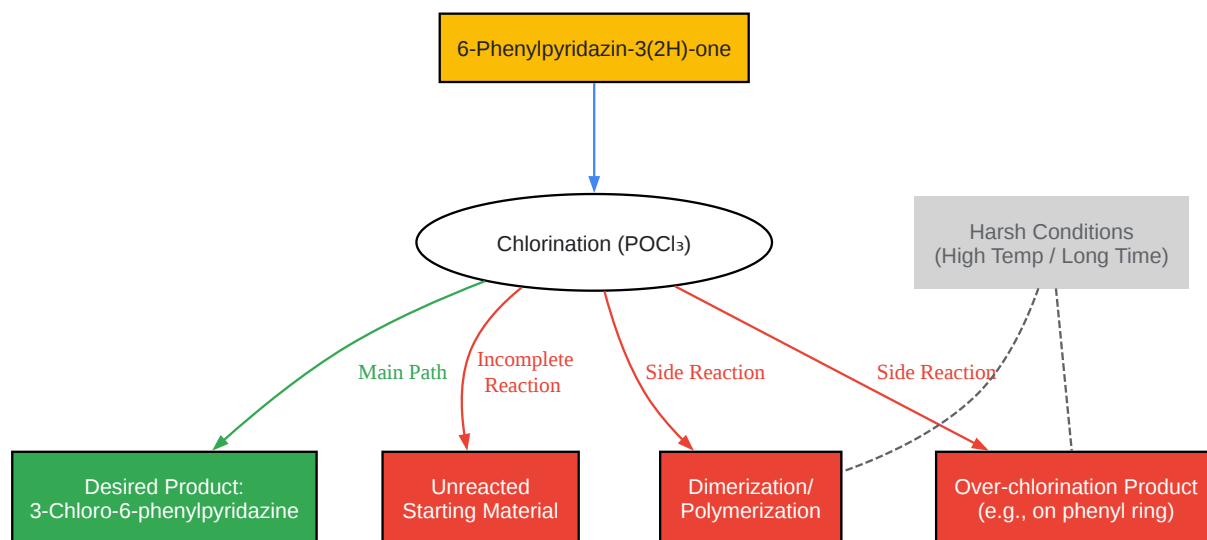 6-Phenylpyridazin-3(2H)-one
Chlorination (POCl₃)
Harsh Conditions
(High Temp / Long Time)
Main Path
Incomplete
Reaction
Side Reaction
Side Reaction
Desired Product:
3-Chloro-6-phenylpyridazine
Unreacted
Starting Material
Dimerization/
Polymerization
Over-chlorination Product
(e.g., on phenyl ring)